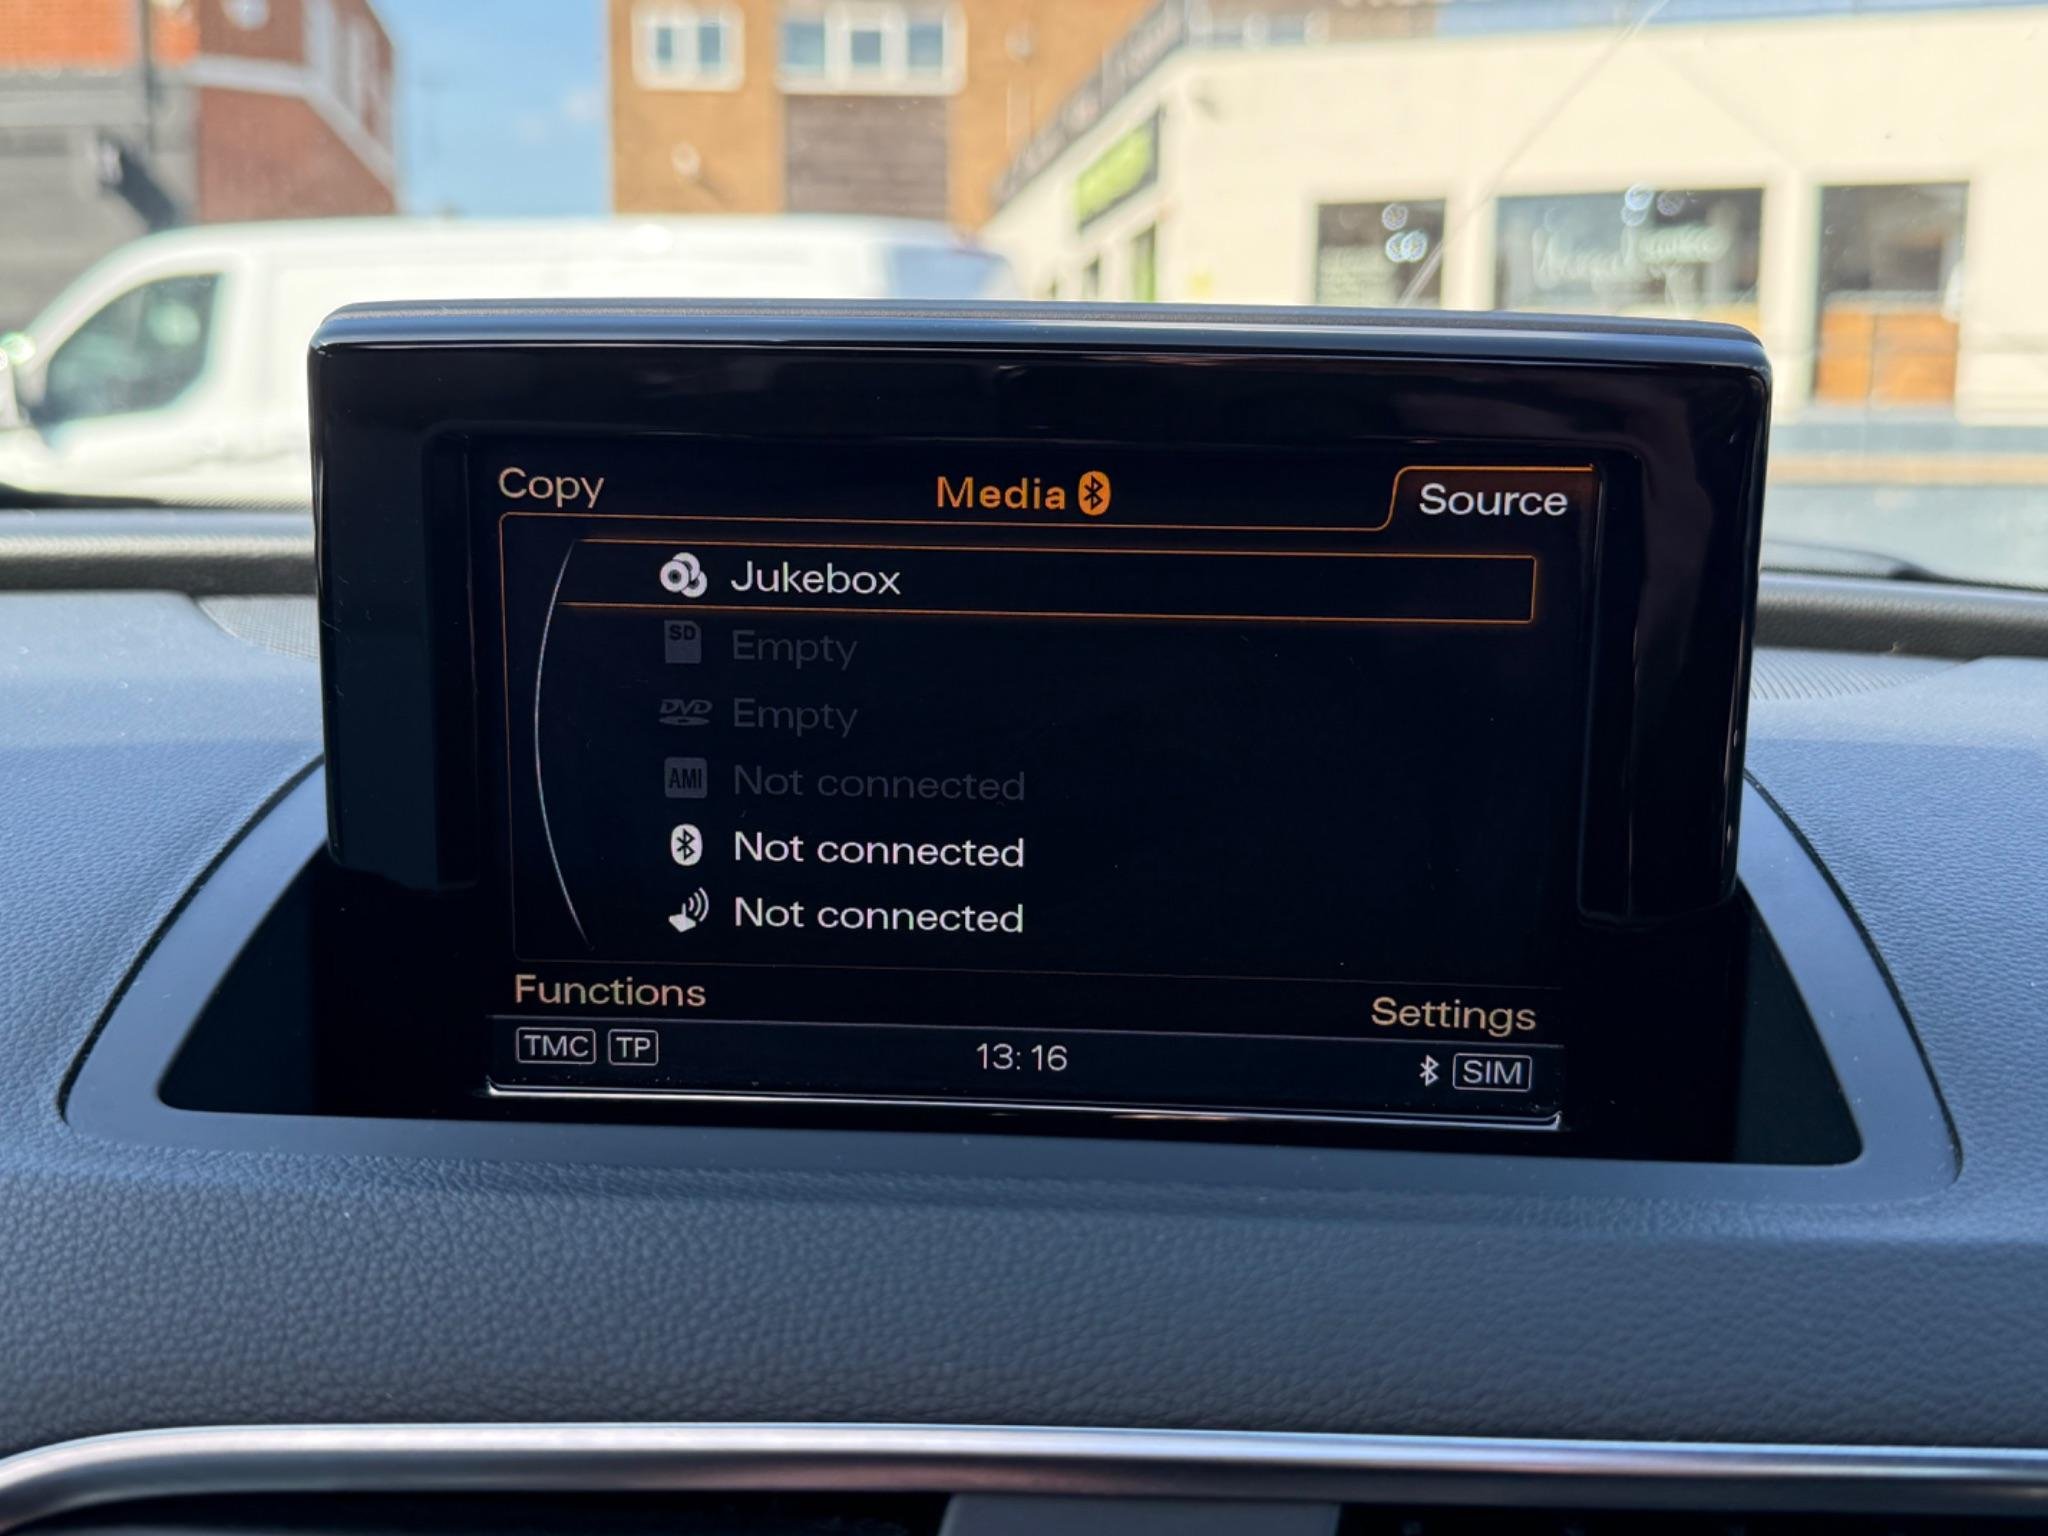 Copy Media Source
Jukebox
SD Empty
DVD Empty
AMI Not connected
Not connected
Not connected
Functions Settings
TMC TP 13:16 SIM